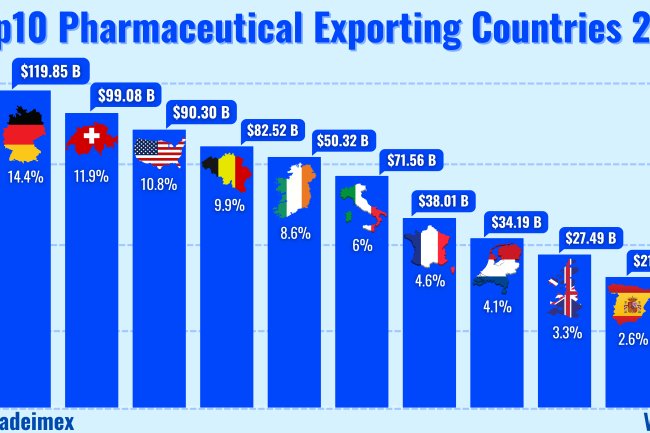 p10 Pharmaceutical Exporting Countries 2
$119.85 B
$99.08 B
$90.30 B
$82.52 B
$50.32 B
$71.56 B
$38.01 B
$34.19 B
$27.49 B
$21
14.4%
11.9%
10.8%
9.9%
8.6%
6%
4.6%
4.1%
3.3%
2.6%
adeimex